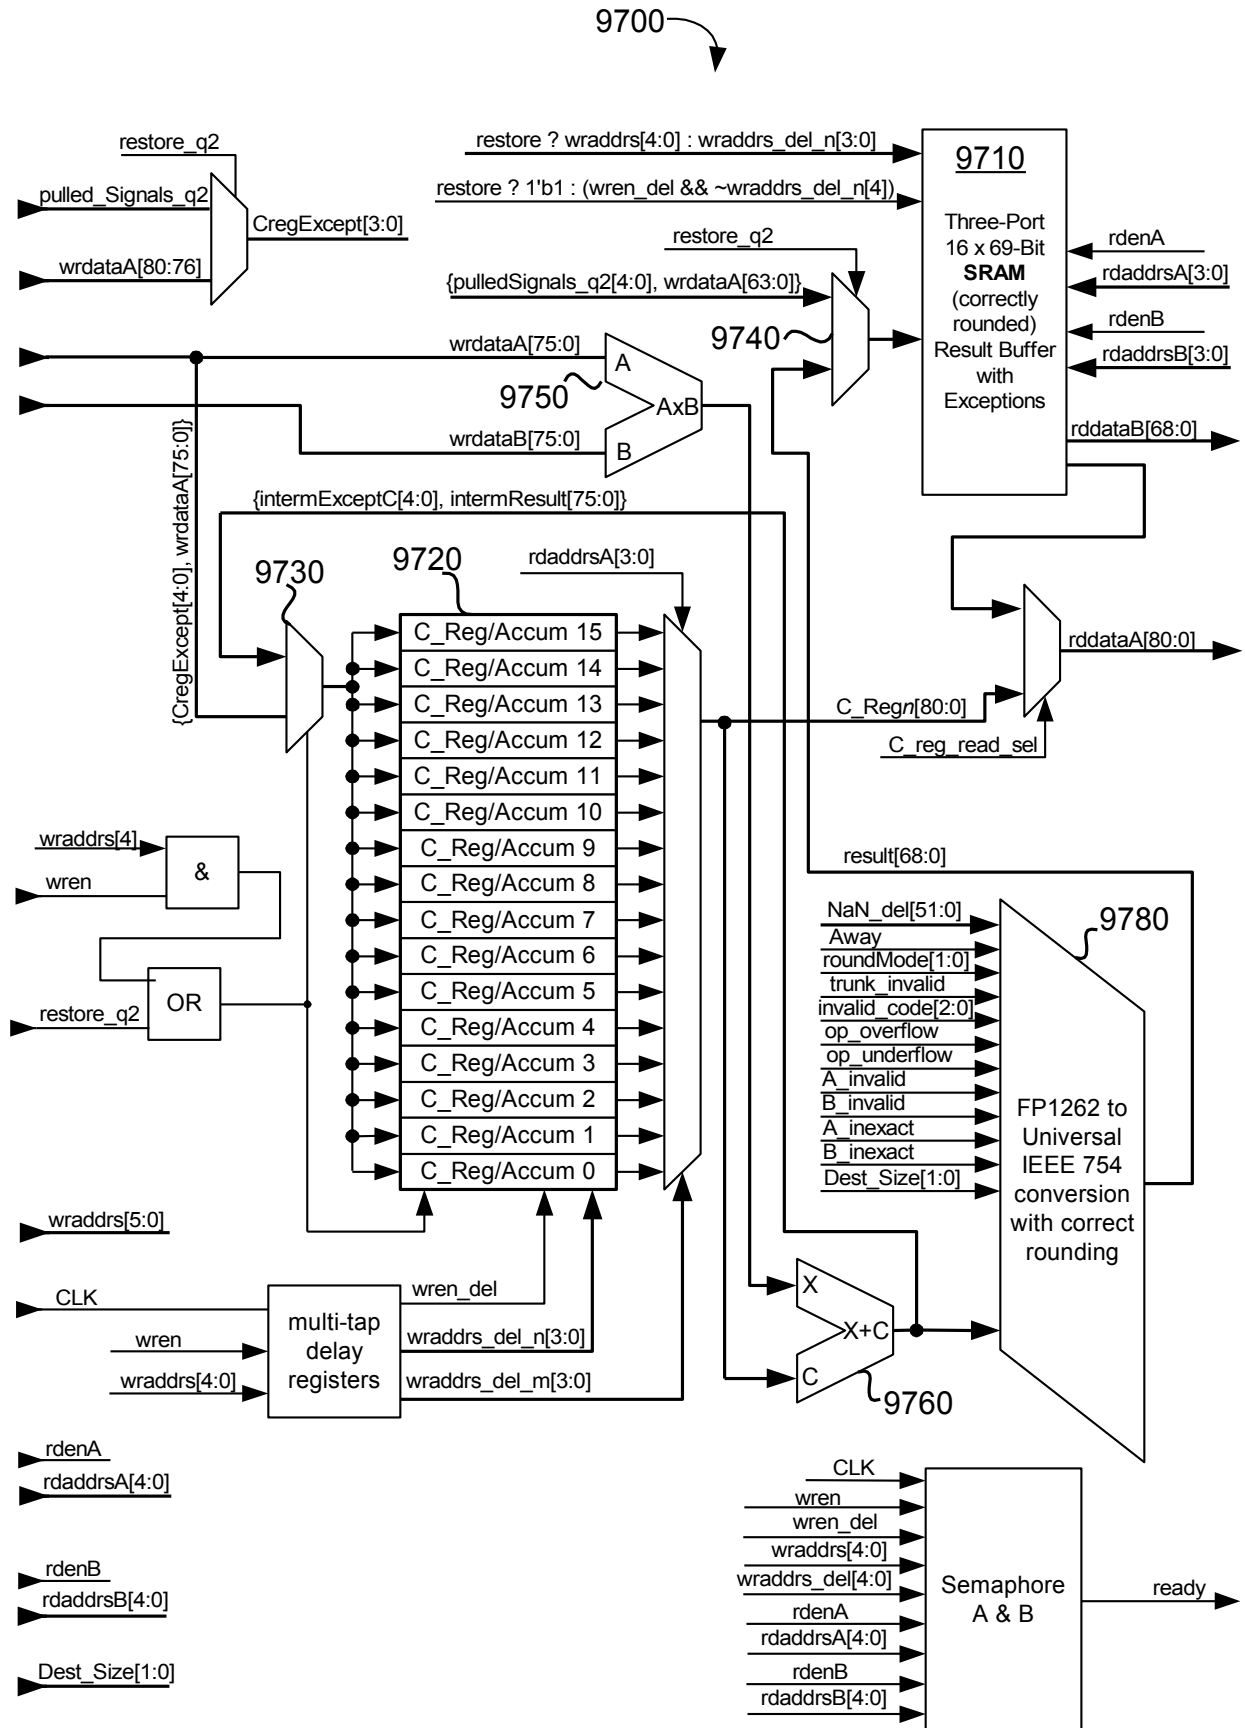 9700
restore_q2
pulled_Signals_q2
CregExcept[3:0]
wrdataA[80:76]
restore ? wraddrs[4:0] : wraddrs_del_n[3:0]
restore ? 1'b1 : (wren_del && ~wraddrs_del_n[4])
restore_q2
{pulledSignals_q2[4:0], wrdataA[63:0]}
9740
9710
Three-Port
16 x 69-Bit
SRAM
(correctly
rounded)
Result Buffer
with
Exceptions
rdenA
rdaddrsA[3:0]
rdenB
rdaddrsB[3:0]
rddataB[68:0]
wrdataA[75:0]
A
9750
AxB
wrdataB[75:0]
B
{CregExcept[4:0], wrdataA[75:0]}
{intermExceptC[4:0], intermResult[75:0]}
9730
9720
rdaddrsA[3:0]
C_Reg/Accum 15
C_Reg/Accum 14
C_Reg/Accum 13
C_Reg/Accum 12
C_Reg/Accum 11
C_Reg/Accum 10
C_Reg/Accum 9
C_Reg/Accum 8
C_Reg/Accum 7
C_Reg/Accum 6
C_Reg/Accum 5
C_Reg/Accum 4
C_Reg/Accum 3
C_Reg/Accum 2
C_Reg/Accum 1
C_Reg/Accum 0
rddataA[80:0]
C_Regn[80:0]
C_reg_read_sel
wraddrs[4]
wren
&
OR
restore_q2
result[68:0]
NaN_del[51:0]
Away
roundMode[1:0]
trunk_invalid
invalid_code[2:0]
op_overflow
op_underflow
A_invalid
B_invalid
A_inexact
B_inexact
Dest_Size[1:0]
9780
FP1262 to
Universal
IEEE 754
conversion
with correct
rounding
wraddrs[5:0]
CLK
wren
wraddrs[4:0]
multi-tap
delay
registers
wren_del
wraddrs_del_n[3:0]
wraddrs_del_m[3:0]
X
X+C
C
9760
rdenA
rdaddrsA[4:0]
rdenB
rdaddrsB[4:0]
Dest_Size[1:0]
CLK
wren
wren_del
wraddrs[4:0]
wraddrs_del[4:0]
rdenA
rdaddrsA[4:0]
rdenB
rdaddrsB[4:0]
Semaphore
A & B
ready